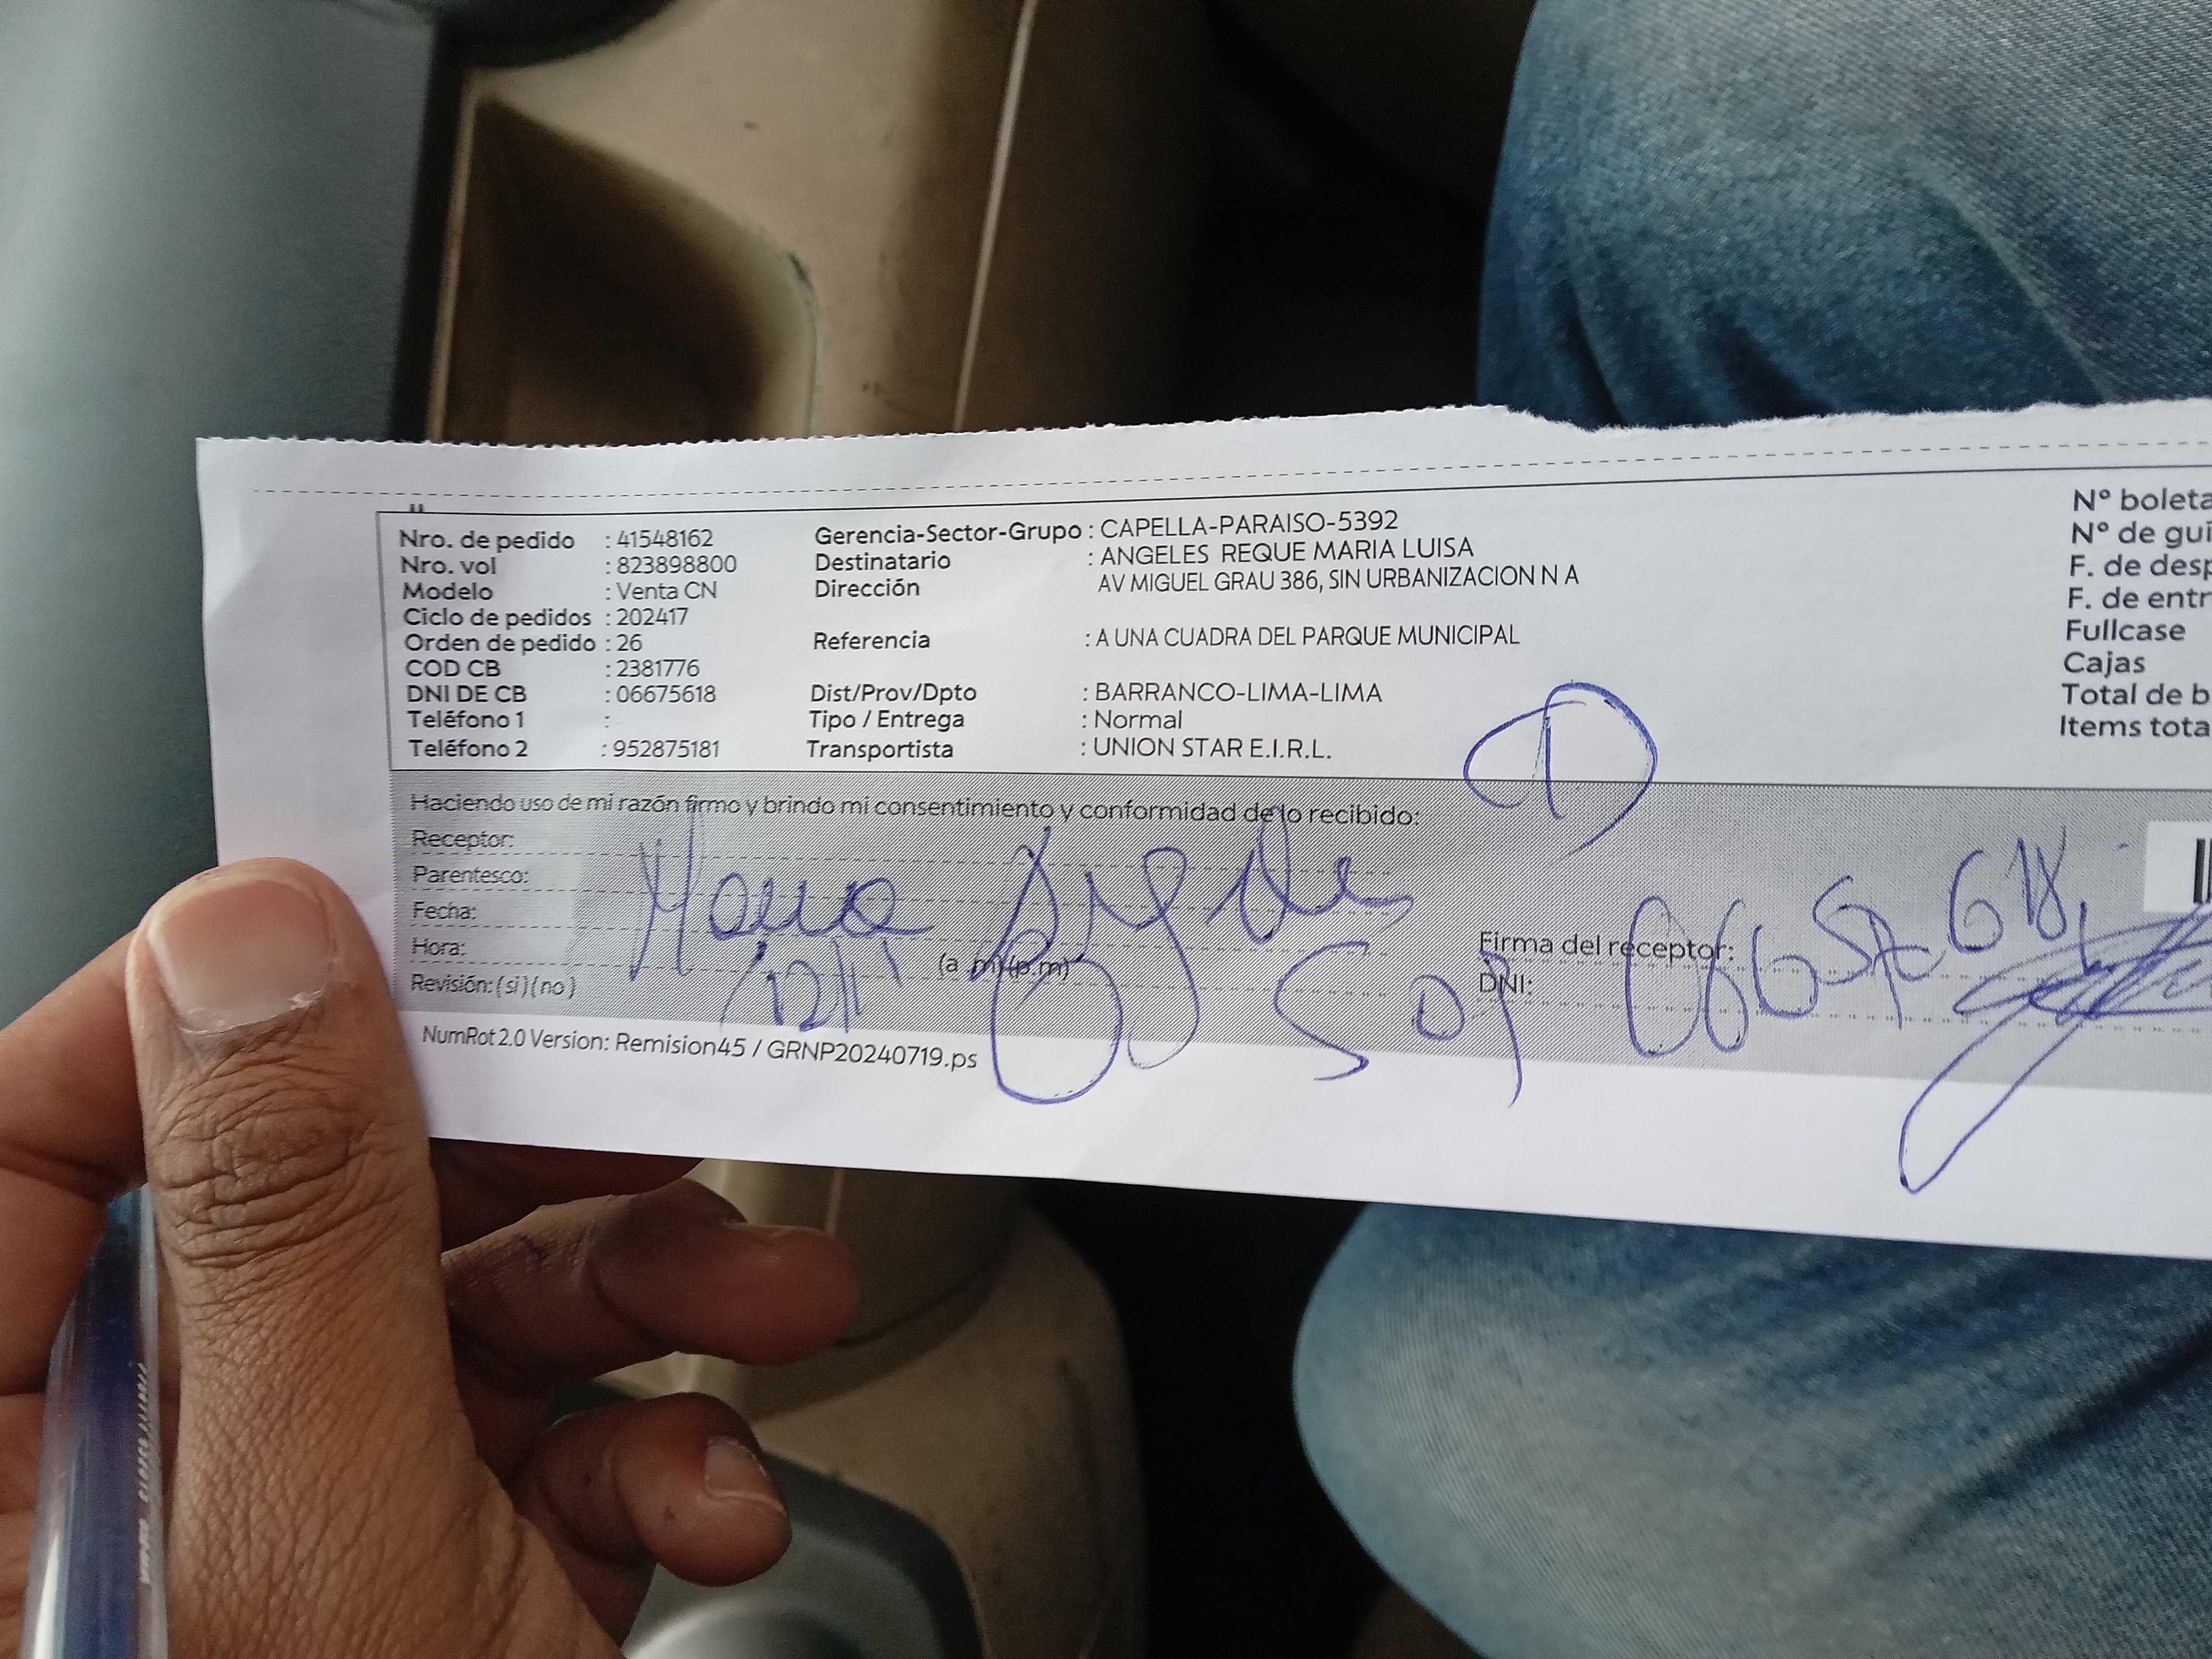 Nro. de pedido : 41548162
Nro. vol : 823898800
Modelo : Venta CN
Ciclo de pedidos : 202417
Orden de pedido : 26
COD CB : 2381776
DNI DE CB : 06675618
Teléfono 1 :
Teléfono 2 : 952875181
Gerencia-Sector-Grupo : CAPELLA-PARAISO-5392
Destinatario : ANGELES REQUE MARIA LUISA
Dirección AV MIGUEL GRAU 386, SIN URBANIZACION N A
Referencia : A UNA CUADRA DEL PARQUE MUNICIPAL
Dist/Prov/Dpto : BARRANCO-LIMA-LIMA
Tipo / Entrega : Normal
Transportista : UNION STAR E.I.R.L.
N° boleta
N° de gui
F. de desp
F. de entr
Fullcase
Cajas
Total de b
Items tota
1
Haciendo uso de mi razón firmo y brindo mi consentimiento y conformidad de lo recibido:
Receptor:
Parentesco:
Fecha:
Hora: (a .m)(p.m)
Revisión: (si)(no)
Maria Angeles
12/11
Firma del receptor:
DNI:
NumRot 2.0 Version: Remision45 / GRNP20240719.ps